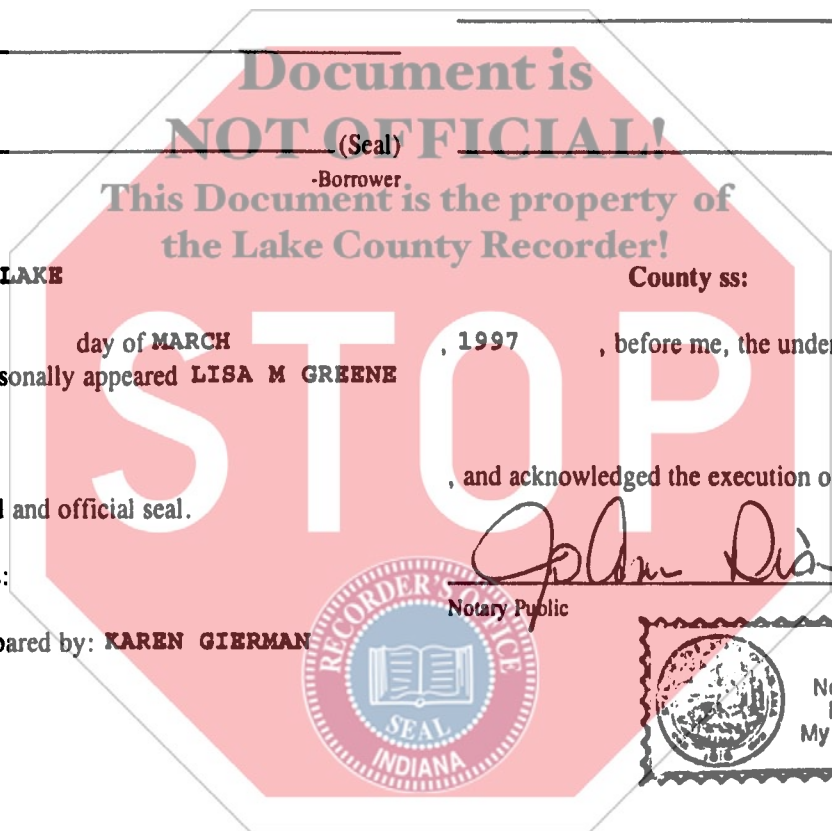 Document is
NOT OFFICIAL!
(Seal)
-Borrower
This Document is the property of
the Lake County Recorder!
LAKE County ss:
STOP
day of MARCH , 1997 , before me, the under
sonally appeared LISA M GREENE
, and acknowledged the execution o
and official seal.
Notary Public
pared by: KAREN GIERMAN
RECORDER'S OFFICE
SEAL
INDIANA
My